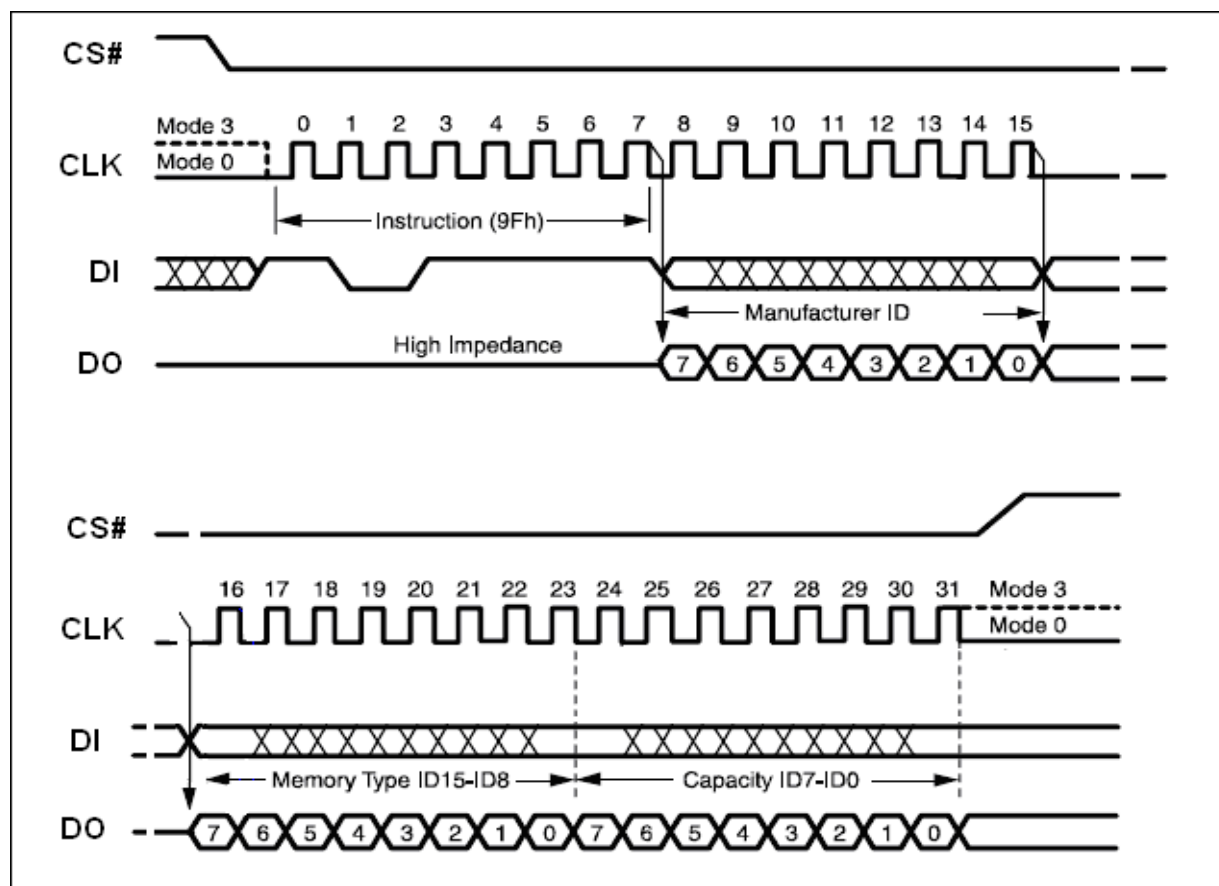 CS#
Mode 3
0 1 2 3 4 5 6 7 8 9 10 11 12 13 14 15
Mode 0
CLK
Instruction (9Fh)
DI
Manufacturer ID
High Impedance
DO
7 6 5 4 3 2 1 0
CS#
16 17 18 19 20 21 22 23 24 25 26 27 28 29 30 31
Mode 3
CLK
Mode 0
DI
Memory Type ID15-ID8
Capacity ID7-ID0
DO
7 6 5 4 3 2 1 0 7 6 5 4 3 2 1 0